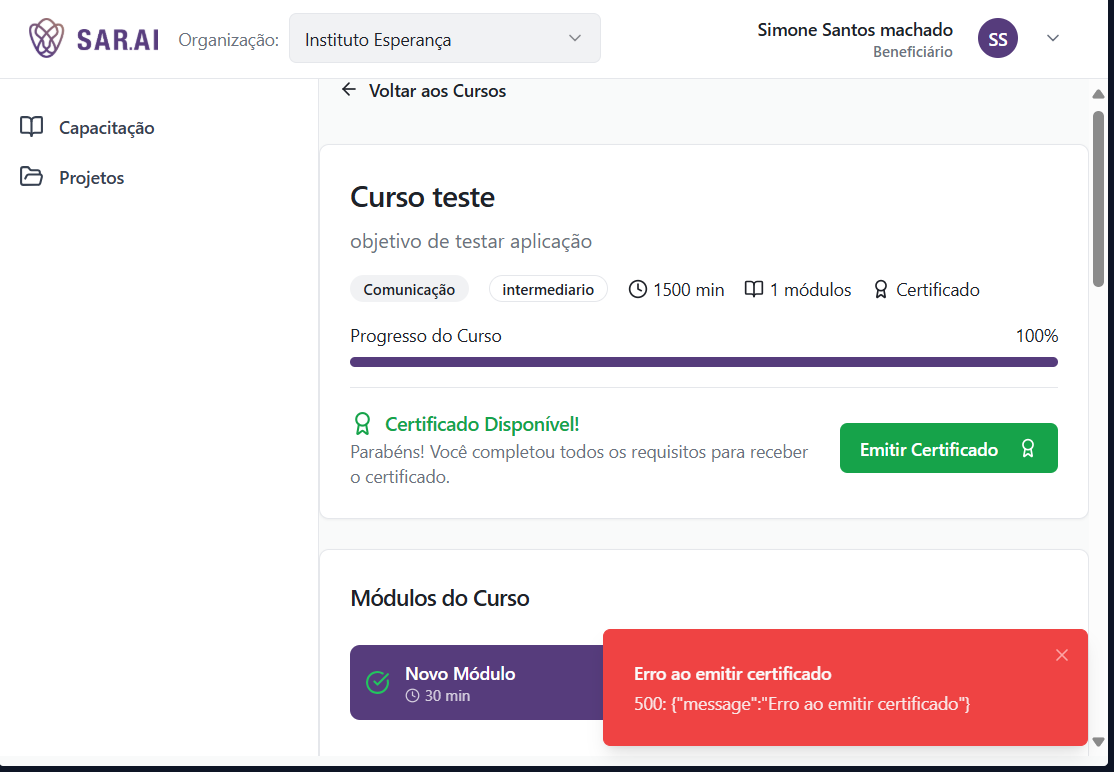 SAR.AI
Organização:
Instituto Esperança
Simone Santos machado
Beneficiário
SS
Capacitação
Projetos
Voltar aos Cursos
Curso teste
objetivo de testar aplicação
Comunicação
intermediario
1500 min
1 módulos
Certificado
Progresso do Curso
100%
Certificado Disponível!
Parabéns! Você completou todos os requisitos para receber
o certificado.
Emitir Certificado
Módulos do Curso
Novo Módulo
30 min
Erro ao emitir certificado
500: {"message":"Erro ao emitir certificado"}